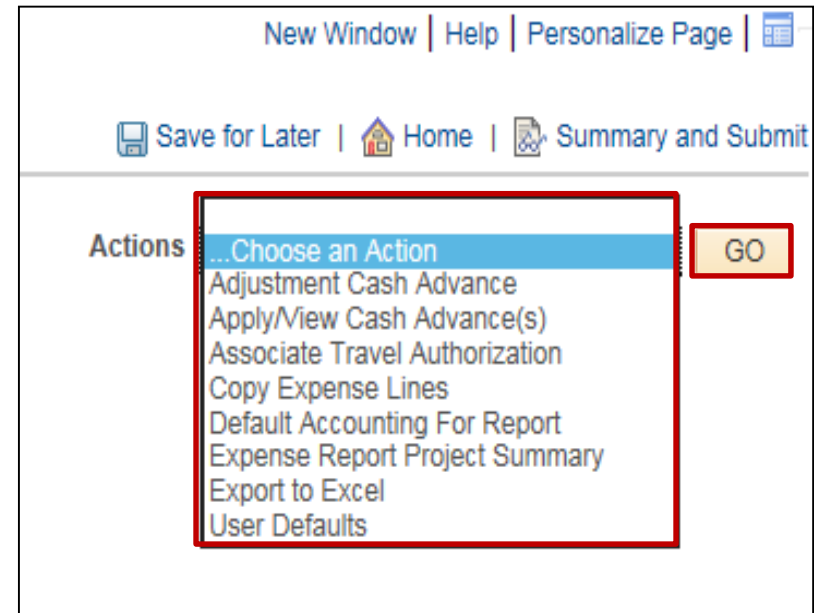 New Window | Help | Personalize Page |
Save for Later | Home | Summary and Submit
Actions ...Choose an Action GO
Adjustment Cash Advance
Apply/View Cash Advance(s)
Associate Travel Authorization
Copy Expense Lines
Default Accounting For Report
Expense Report Project Summary
Export to Excel
User Defaults